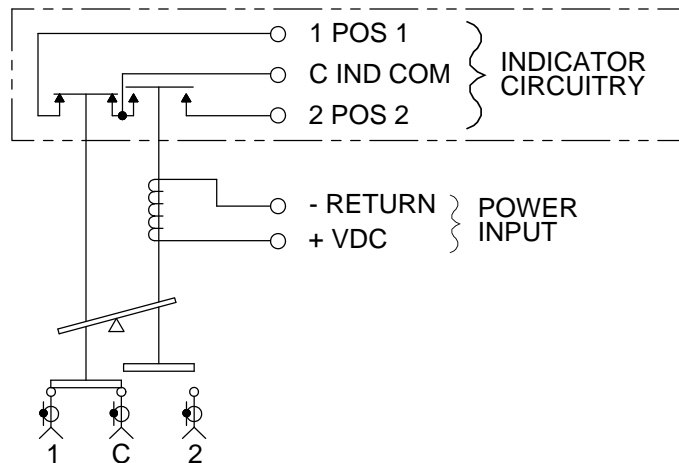 1 POS 1
C IND COM
2 POS 2
INDICATOR
CIRCUITRY
- RETURN
+ VDC
POWER
INPUT
1 C 2